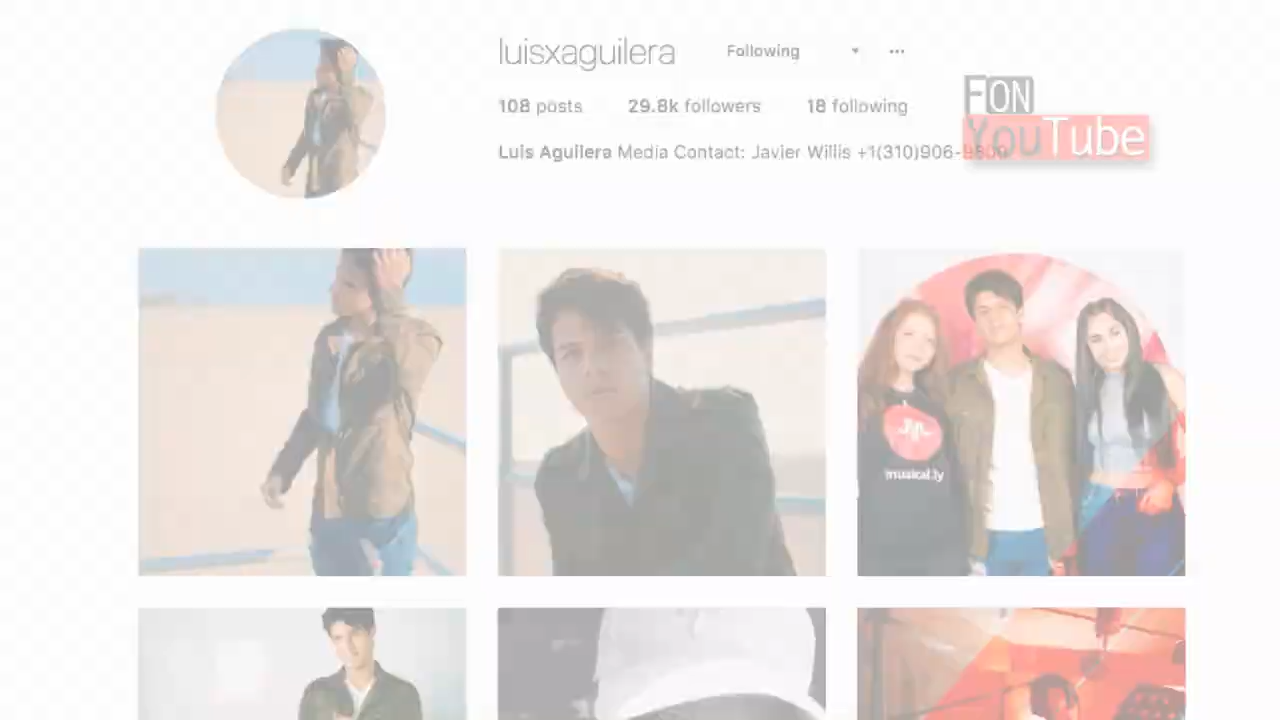 luisxaguilera Following
108 posts 29.8k followers 18 following
Luis Aguilera Media Contact: Javier Willis +1(310)906-9800
FON
YouTube
musical.ly